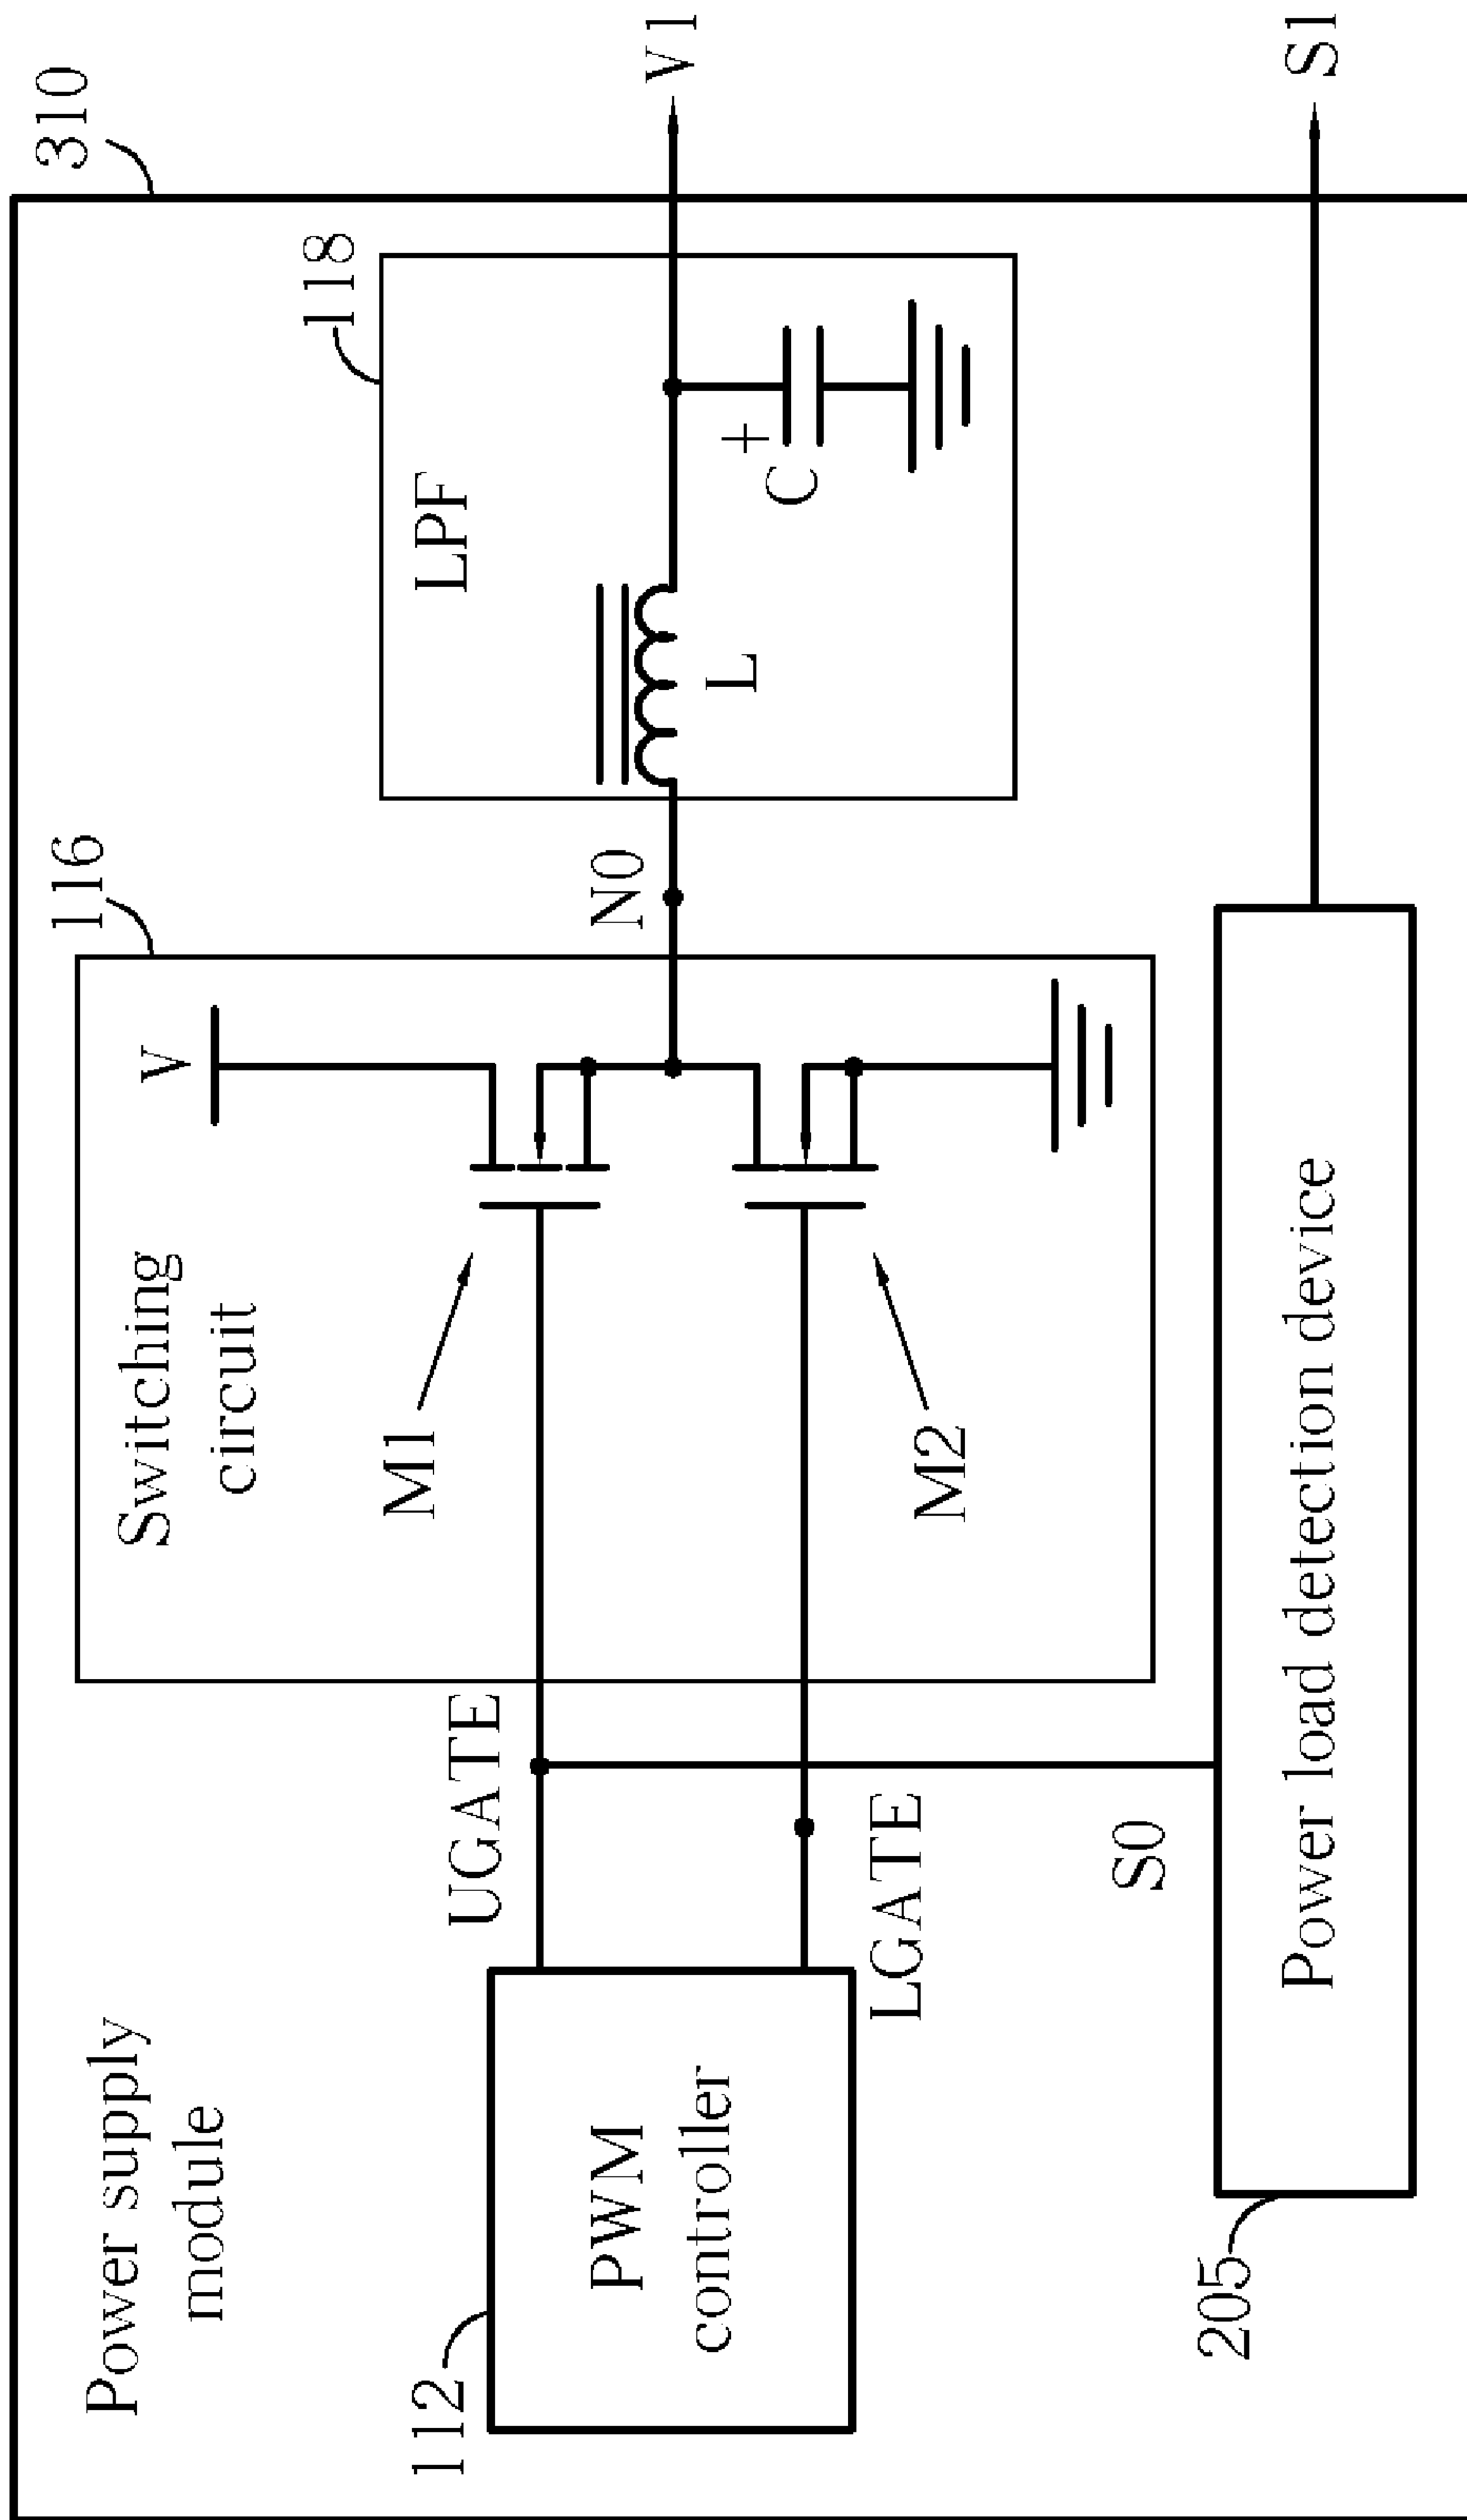 310
Power supply
module
116
118
Switching
circuit
V
LPF
M1
N0
L
+
C
V1
UGATE
112
PWM
controller
LGATE
M2
S0
Power load detection device
205
S1